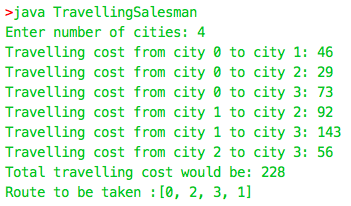 >java TravellingSalesman
Enter number of cities: 4
Travelling cost from city 0 to city 1: 46
Travelling cost from city 0 to city 2: 29
Travelling cost from city 0 to city 3: 73
Travelling cost from city 1 to city 2: 92
Travelling cost from city 1 to city 3: 143
Travelling cost from city 2 to city 3: 56
Total travelling cost would be: 228
Route to be taken :[0, 2, 3, 1]